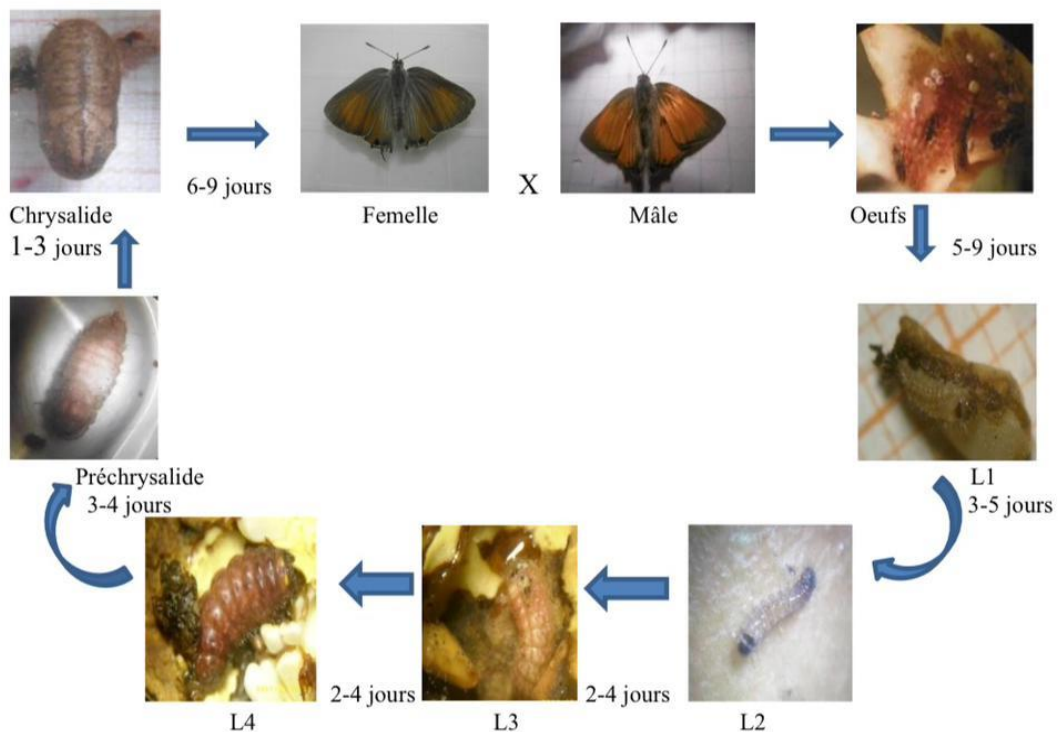 6-9 jours
Femelle
X
Mâle
Oeufs
Chrysalide
1-3 jours
5-9 jours
Préchrysalide
3-4 jours
L1
3-5 jours
2-4 jours
2-4 jours
L4
L3
L2